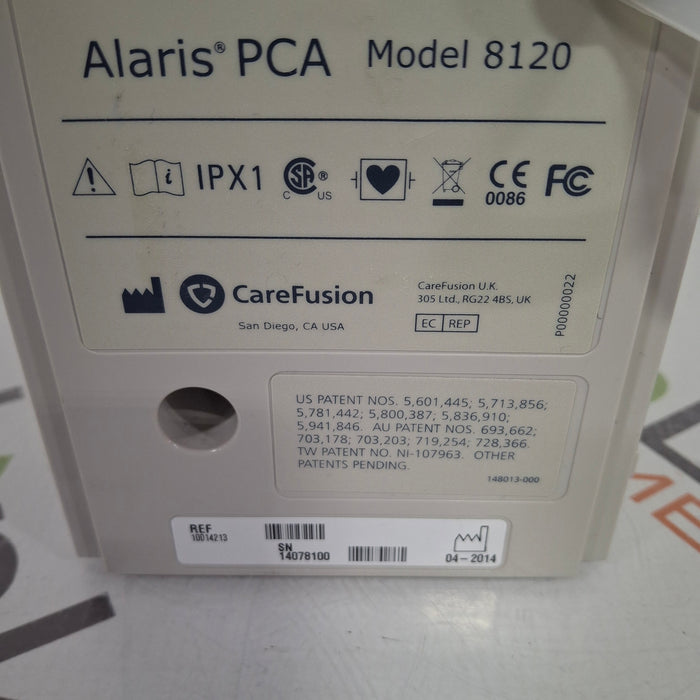 Alaris® PCA Model 8120
i IPX1 C SA® US CE 0086 FC
CareFusion
San Diego, CA USA
CareFusion U.K.
305 Ltd., RG22 4BS, UK
EC REP
P00000022
US PATENT NOS. 5,601,445; 5,713,856;
5,781,442; 5,800,387; 5,836,910;
5,941,846. AU PATENT NOS. 693,662;
703,178; 703,203; 719,254; 728,366.
TW PATENT NO. NI-107963. OTHER
PATENTS PENDING.
148013-000
REF
10014213
SN
14078100
04-2014
ME